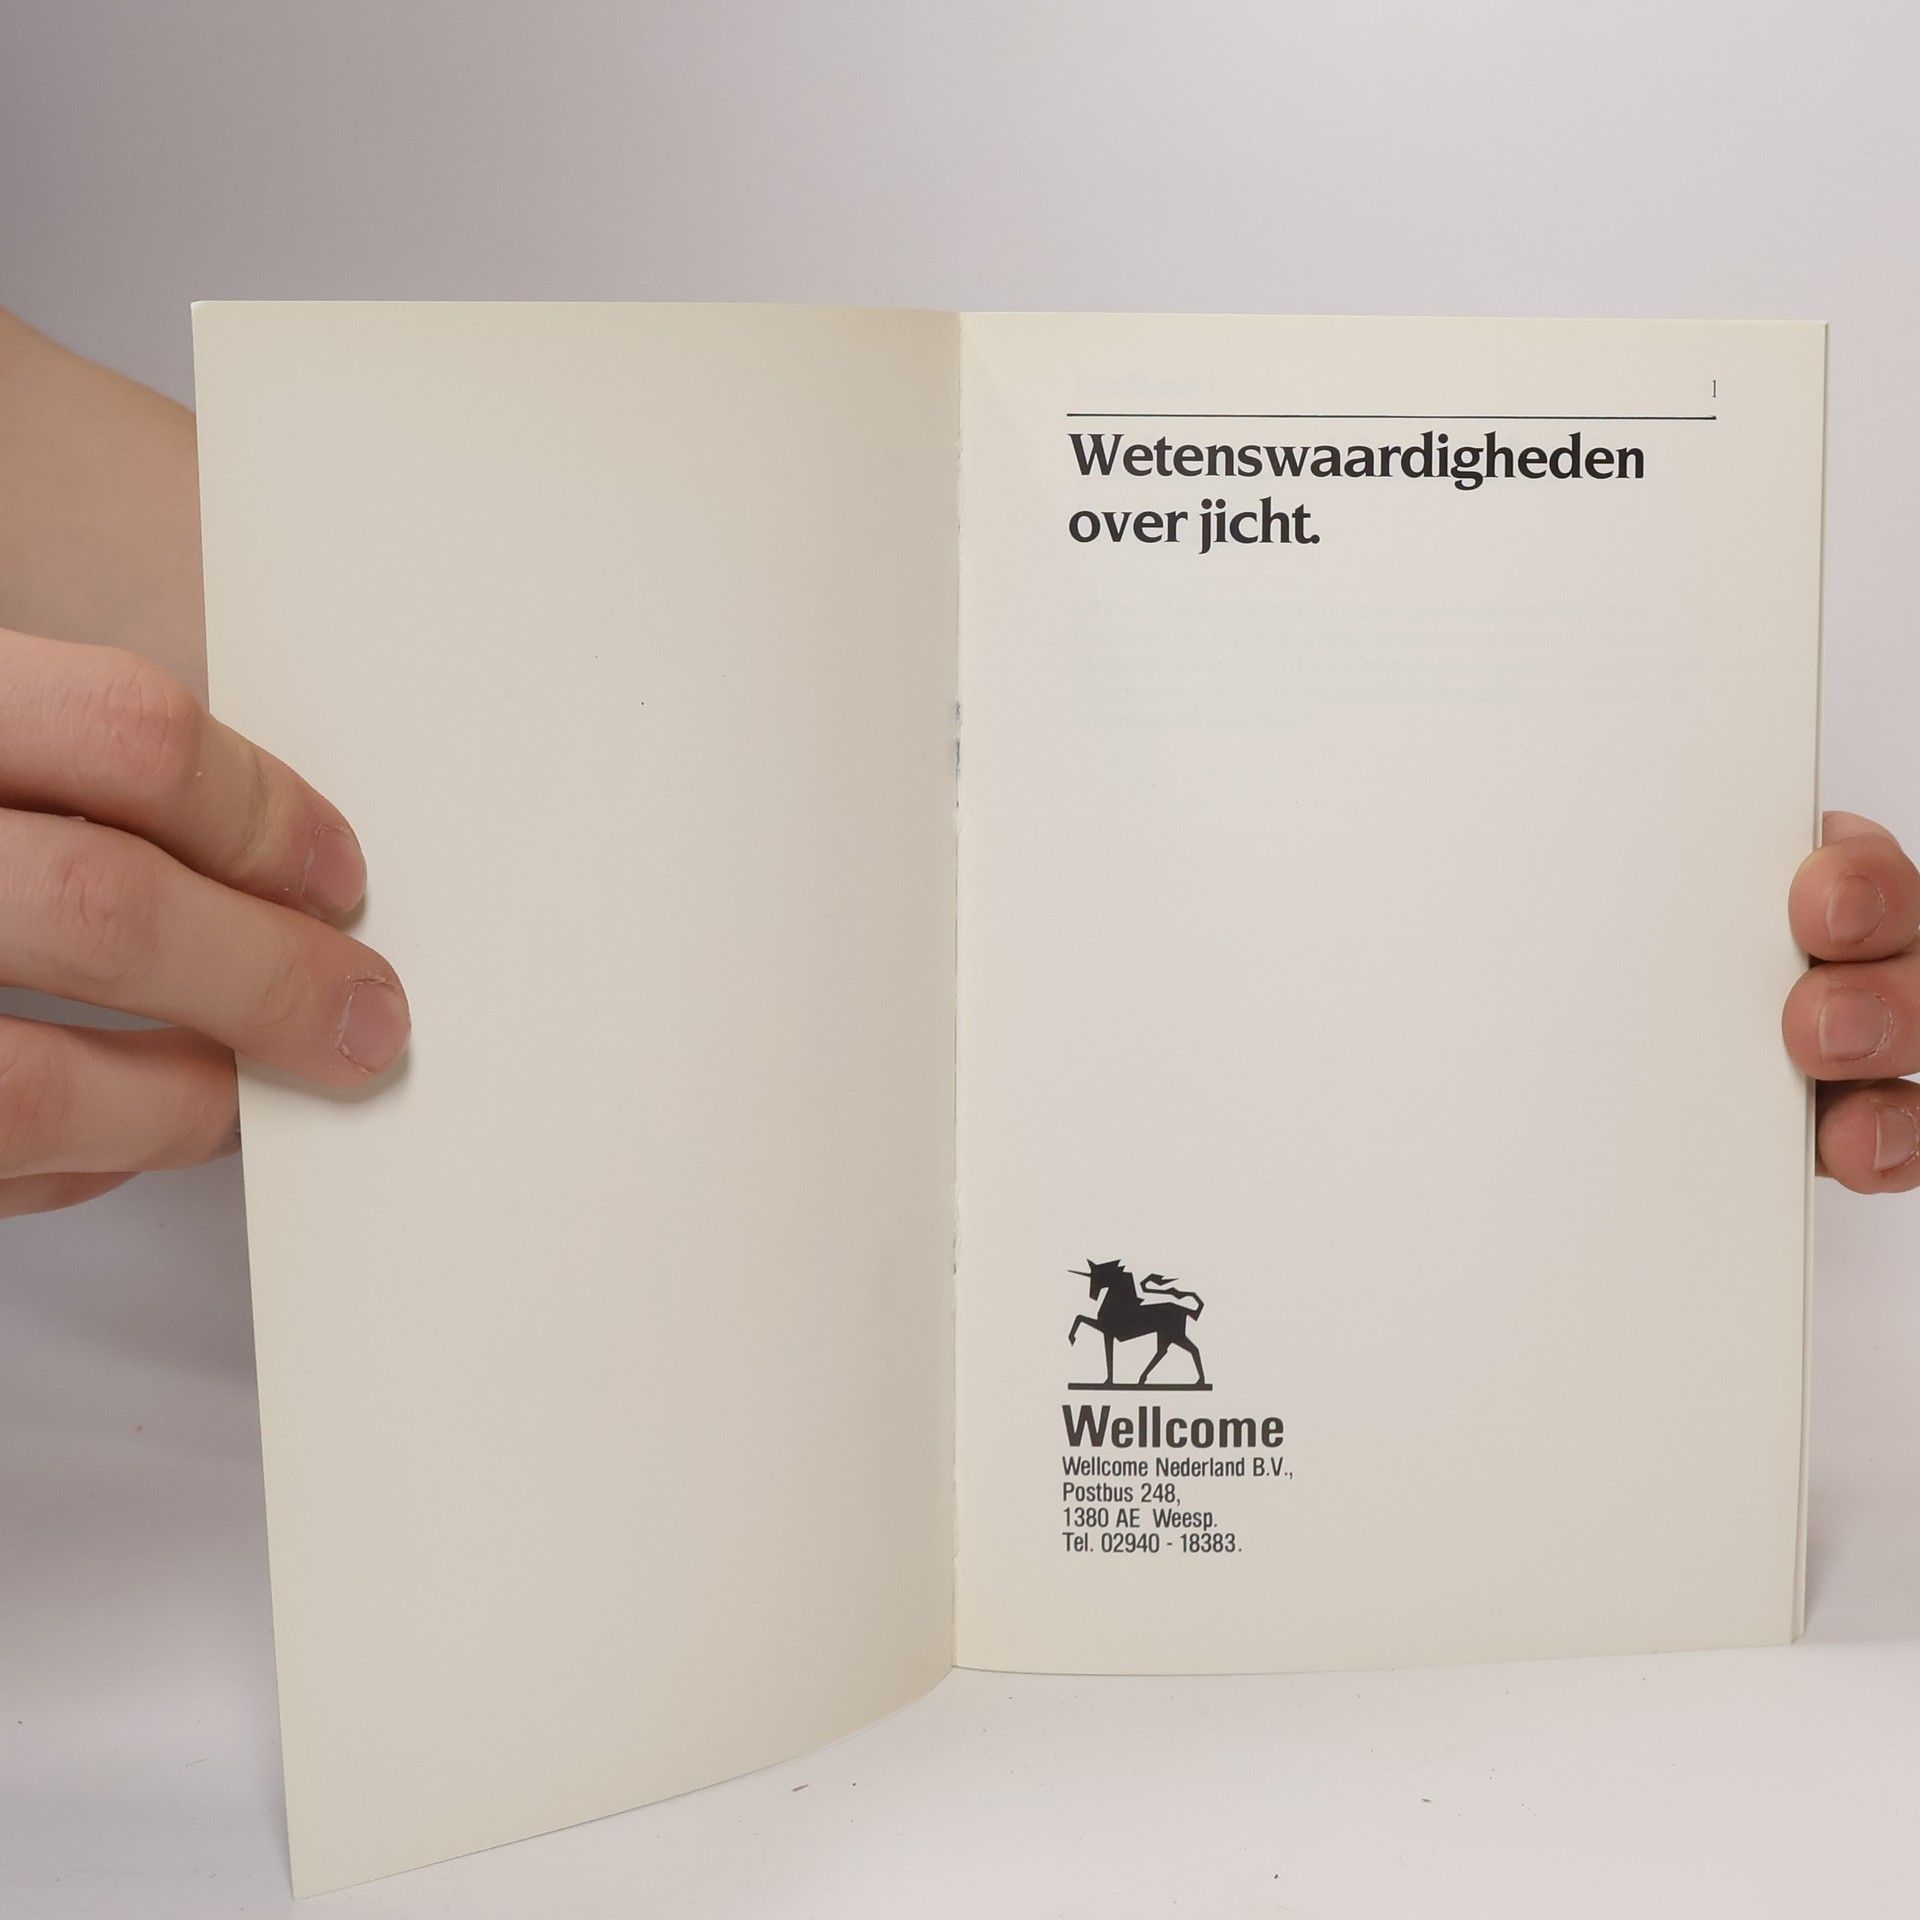 1
Wetenswaardigheden
over jicht.
Wellcome
Wellcome Nederland B.V.,
Postbus 248,
1380 AE Weesp.
Tel. 02940 - 18383.